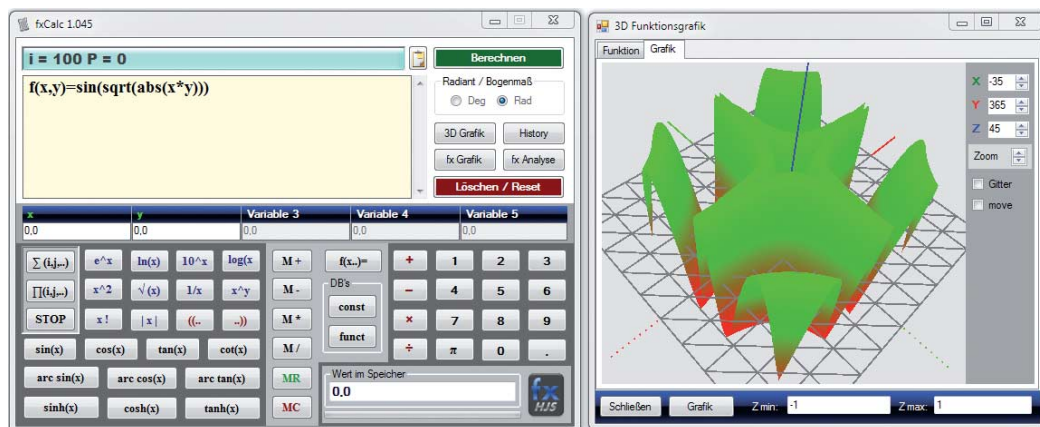 fxCalc 1.045
i = 100 P = 0
Berechnen
f(x,y)=sin(sqrt(abs(x*y)))
Radiant / Bogenmaß
Deg Rad
3D Grafik History
fx Grafik fx Analyse
Löschen / Reset
x y Variable 3 Variable 4 Variable 5
0,0 0,0 0,0 0,0 0,0
∑ (i,j,..) e^x ln(x) 10^x log(x M + f(x..)= + 1 2 3
∏(i,j,..) x^2 √ (x) 1/x x^y M - DB's const − 4 5 6
STOP x ! | x | ((.. ..)) M * funct × 7 8 9
sin(x) cos(x) tan(x) cot(x) M / ÷ π 0 .
arc sin(x) arc cos(x) arc tan(x) MR Wert im Speicher
0,0
sinh(x) cosh(x) tanh(x) MC
fx
HJS
3D Funktionsgrafik
Funktion Grafik
X -35
Y 365
Z 45
Zoom
Gitter
move
Schließen Grafik Z min: -1 Z max: 1